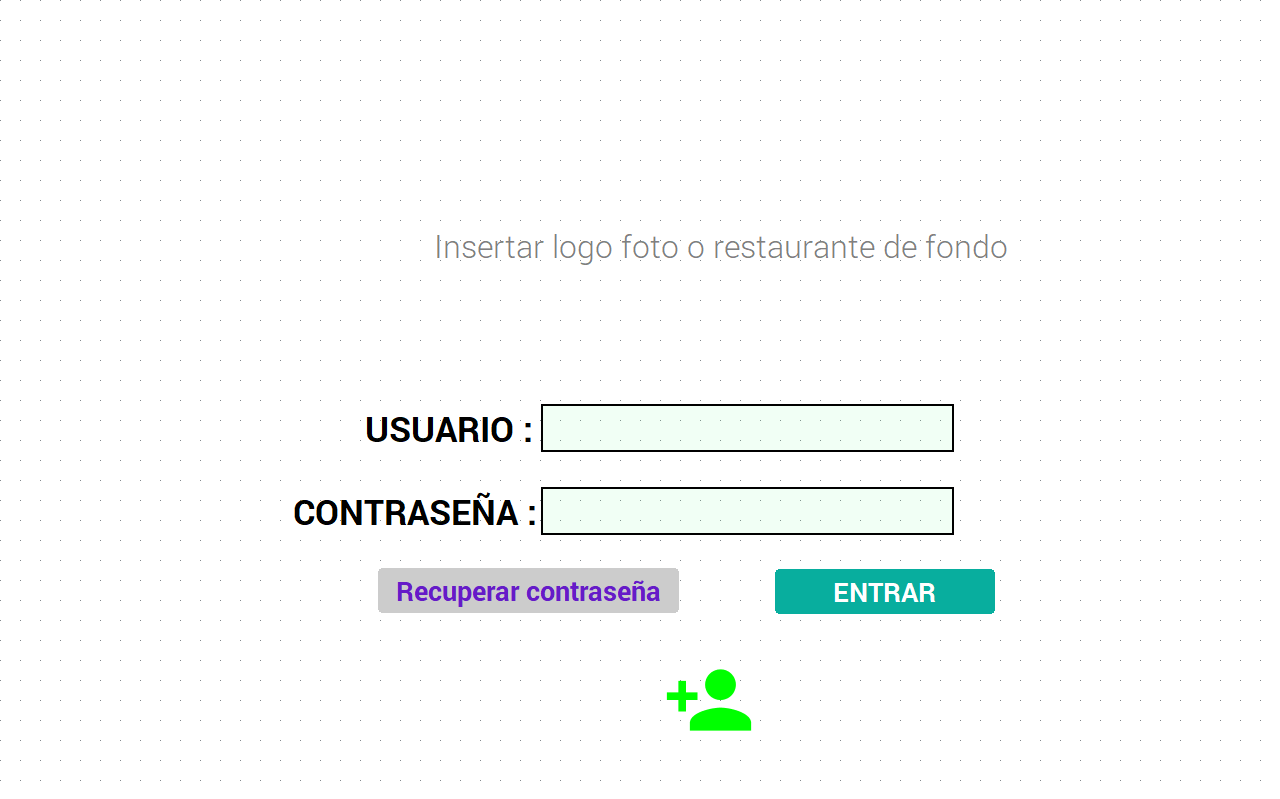 Insertar logo foto o restaurante de fondo
USUARIO :
CONTRASEÑA :
Recuperar contraseña
ENTRAR